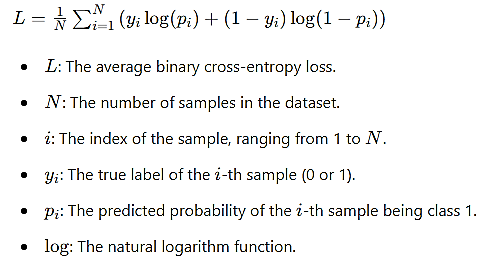 L = \frac{1}{N} \sum_{i=1}^{N} (y_i \log(p_i) + (1 - y_i) \log(1 - p_i))
• L: The average binary cross-entropy loss.
• N: The number of samples in the dataset.
• i: The index of the sample, ranging from 1 to N.
• y_i: The true label of the i-th sample (0 or 1).
• p_i: The predicted probability of the i-th sample being class 1.
• log: The natural logarithm function.